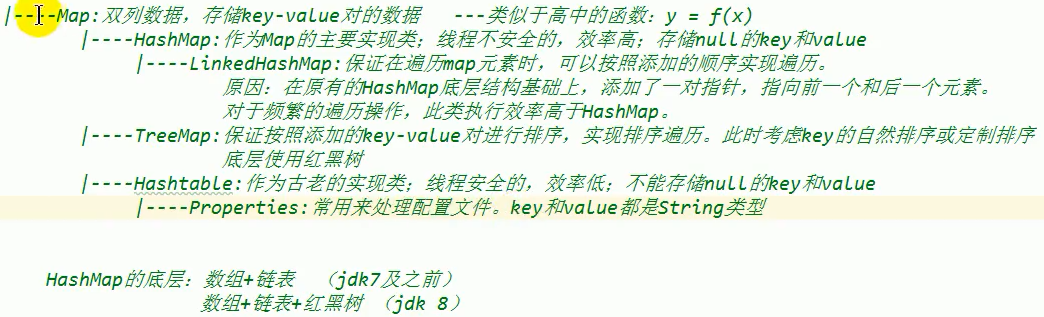 |-----Map:双列数据，存储key-value对的数据   ---类似于高中的函数：y = f(x)
|----HashMap:作为Map的主要实现类；线程不安全的，效率高；存储null的key和value
|----LinkedHashMap:保证在遍历map元素时，可以按照添加的顺序实现遍历。
原因：在原有的HashMap底层结构基础上，添加了一对指针，指向前一个和后一个元素。
对于频繁的遍历操作，此类执行效率高于HashMap。
|----TreeMap:保证按照添加的key-value对进行排序，实现排序遍历。此时考虑key的自然排序或定制排序
底层使用红黑树
|----Hashtable:作为古老的实现类；线程安全的，效率低；不能存储null的key和value
|----Properties:常用来处理配置文件。key和value都是String类型
HashMap的底层：数组+链表  （jdk7及之前）
数组+链表+红黑树 （jdk 8）